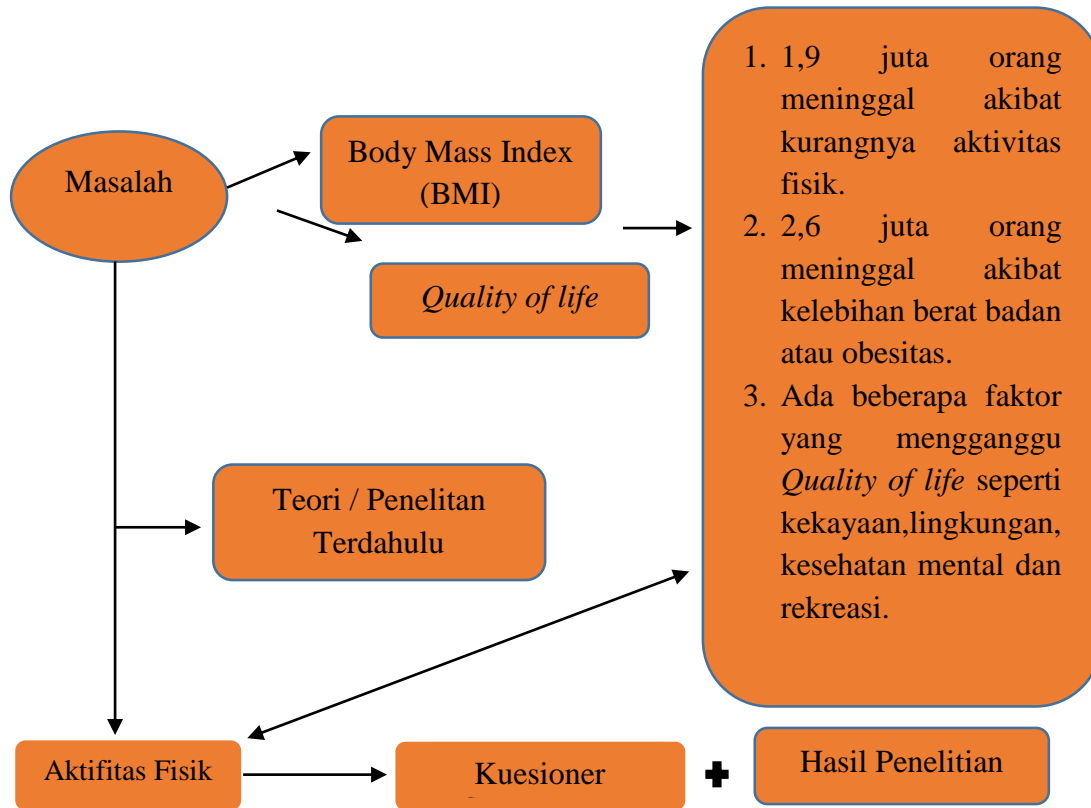 Masalah
Body Mass Index
(BMI)
Quality of life
1. 1,9 juta orang
meninggal akibat
kurangnya aktivitas
fisik.
2. 2,6 juta orang
meninggal akibat
kelebihan berat badan
atau obesitas.
3. Ada beberapa faktor
yang mengganggu
Quality of life seperti
kekayaan,lingkungan,
kesehatan mental dan
rekreasi.
Teori / Penelitan
Terdahulu
Aktifitas Fisik
Kuesioner
Hasil Penelitian